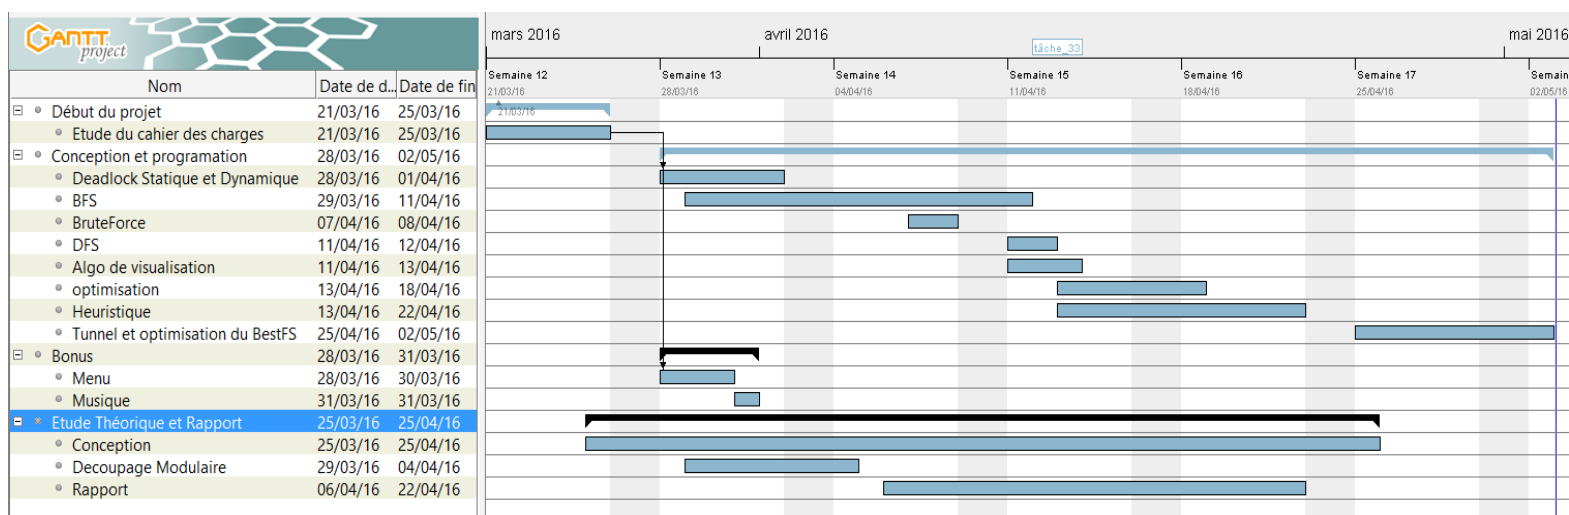 GANTT
project
mars 2016
avril 2016
mai 2016
tâche_33
Nom
Date de d...
Date de fin
Semaine 12
Semaine 13
Semaine 14
Semaine 15
Semaine 16
Semaine 17
Semain
21/03/16
28/03/16
04/04/16
11/04/16
18/04/16
25/04/16
02/05/16
Début du projet 21/03/16 25/03/16
21/03/16
Etude du cahier des charges 21/03/16 25/03/16
Conception et programation 28/03/16 02/05/16
Deadlock Statique et Dynamique 28/03/16 01/04/16
BFS 29/03/16 11/04/16
BruteForce 07/04/16 08/04/16
DFS 11/04/16 12/04/16
Algo de visualisation 11/04/16 13/04/16
optimisation 13/04/16 18/04/16
Heuristique 13/04/16 22/04/16
Tunnel et optimisation du BestFS 25/04/16 02/05/16
Bonus 28/03/16 31/03/16
Menu 28/03/16 30/03/16
Musique 31/03/16 31/03/16
Etude Théorique et Rapport 25/03/16 25/04/16
Conception 25/03/16 25/04/16
Decoupage Modulaire 29/03/16 04/04/16
Rapport 06/04/16 22/04/16